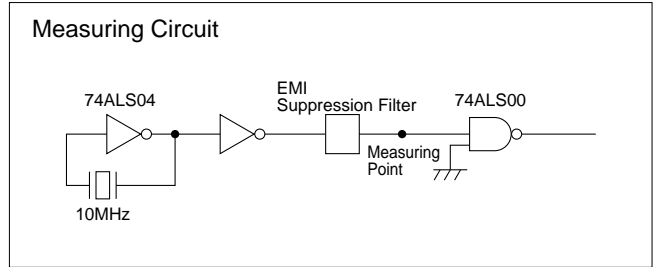 Measuring Circuit
74ALS04
EMI
Suppression Filter
74ALS00
Measuring
Point
10MHz